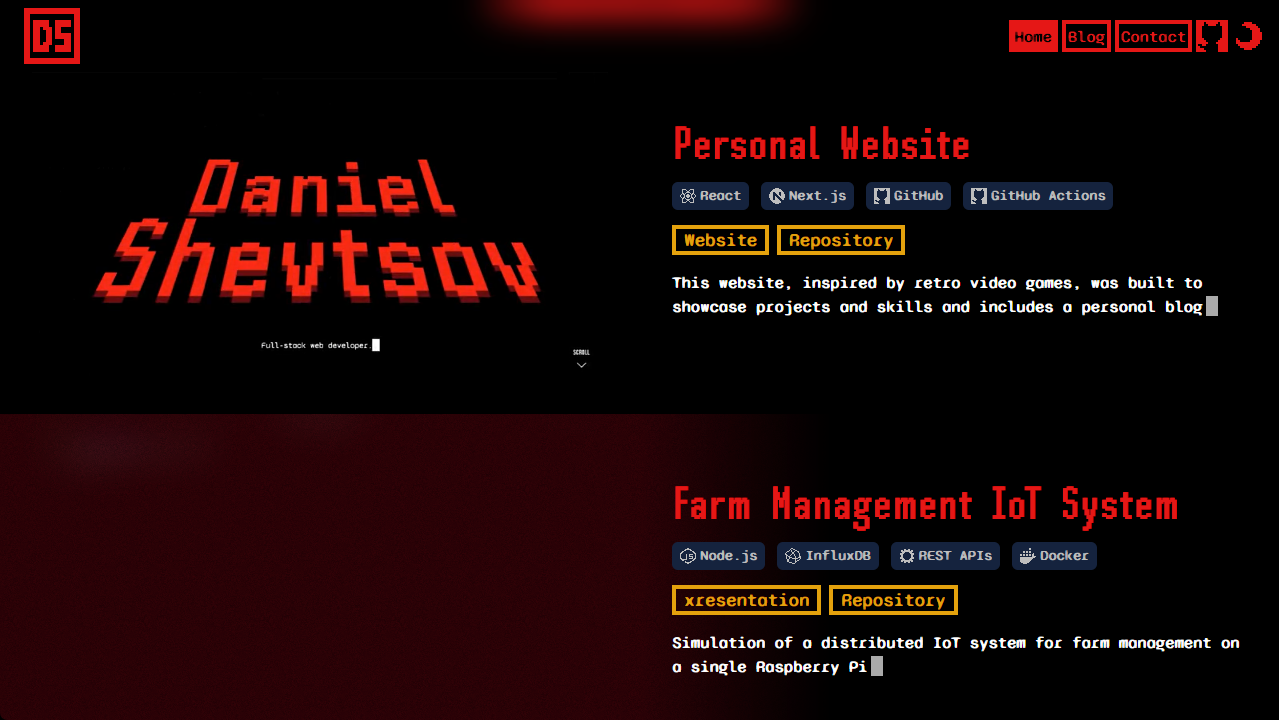 DS
Home Blog Contact
Daniel
Shevtsov
Full-stack web developer.
SCROLL
Personal Website
React Next.js GitHub GitHub Actions
Website Repository
This website, inspired by retro video games, was built to
showcase projects and skills and includes a personal blog
Farm Management IoT System
Node.js InfluxDB REST APIs Docker
xresentation Repository
Simulation of a distributed IoT system for farm management on
a single Raspberry Pi